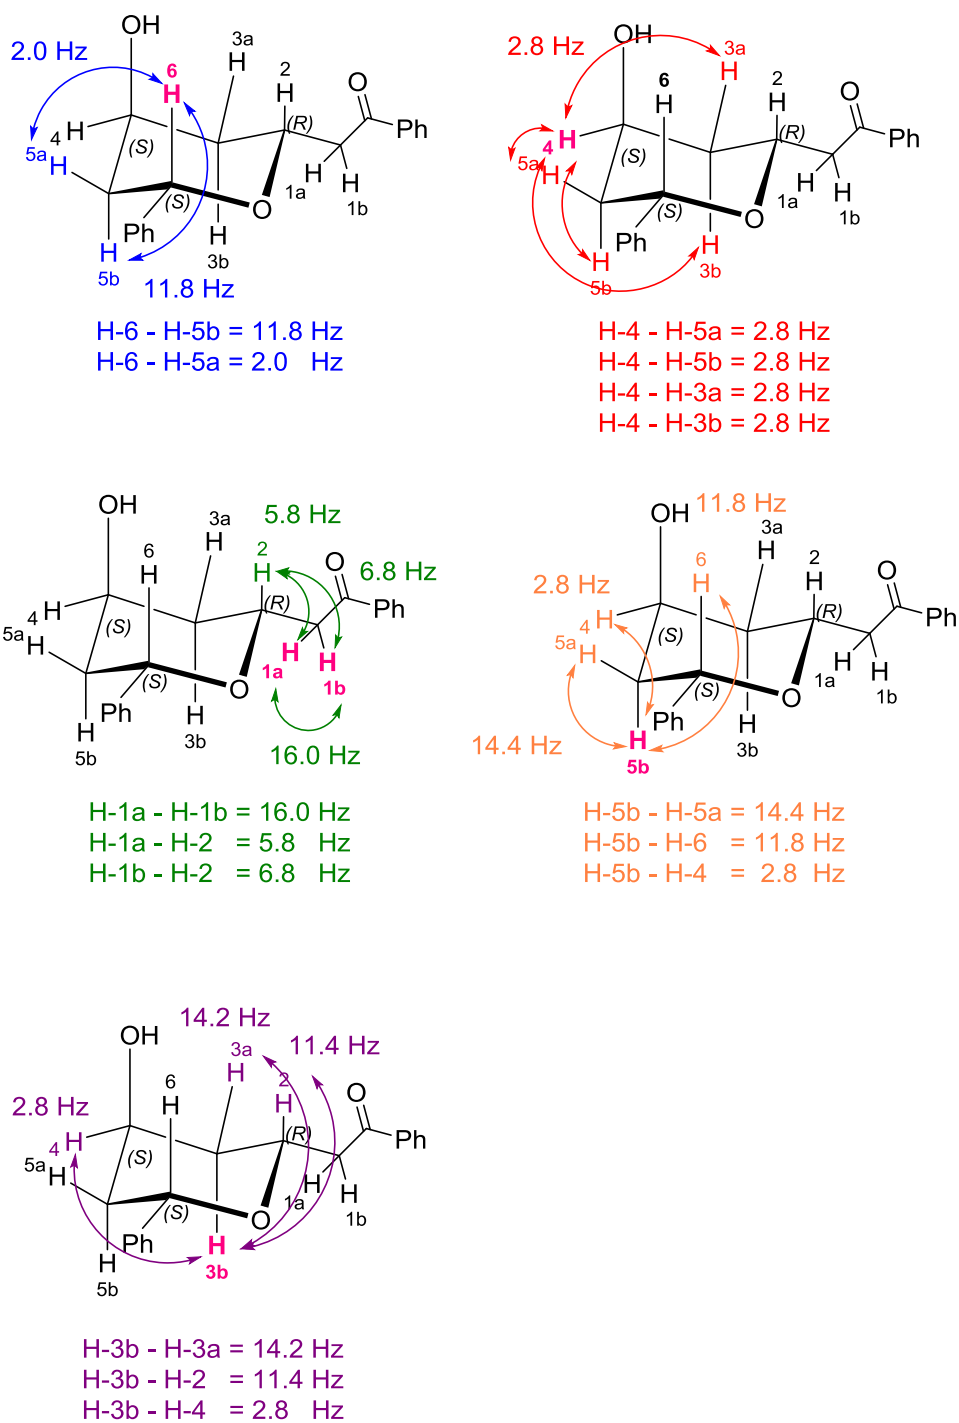 OH
3a
2.0 Hz
6
H
2
H
H
O
4
H
(R)
Ph
5a
H
(S)
H
H
1a
1b
(S)
O
Ph
H
3b
H
5b
11.8 Hz
H-6 - H-5b = 11.8 Hz
H-6 - H-5a = 2.0 Hz
OH
2.8 Hz
3a
H
6
H
2
H
O
H
4
(R)
Ph
(S)
5a
H
H
H
1a
1b
(S)
O
Ph
H
3b
H
5b
H-4 - H-5a = 2.8 Hz
H-4 - H-5b = 2.8 Hz
H-4 - H-3a = 2.8 Hz
H-4 - H-3b = 2.8 Hz
OH
3a
H
5.8 Hz
6
H
2
H
O
6.8 Hz
4
H
(R)
Ph
5a
H
(S)
H
1a
H
1b
(S)
O
Ph
H
3b
H
5b
16.0 Hz
H-1a - H-1b = 16.0 Hz
H-1a - H-2 = 5.8 Hz
H-1b - H-2 = 6.8 Hz
11.8 Hz
OH
3a
H
6
H
2
H
O
2.8 Hz
4
H
(R)
Ph
5a
H
(S)
H
H
1a
1b
(S)
O
Ph
H
3b
14.4 Hz
H
5b
H-5b - H-5a = 14.4 Hz
H-5b - H-6 = 11.8 Hz
H-5b - H-4 = 2.8 Hz
14.2 Hz
OH
3a
H
11.4 Hz
6
H
2
H
O
2.8 Hz
4
H
(R)
Ph
5a
H
(S)
H
H
1a
1b
(S)
O
Ph
H
3b
H
5b
H-3b - H-3a = 14.2 Hz
H-3b - H-2 = 11.4 Hz
H-3b - H-4 = 2.8 Hz